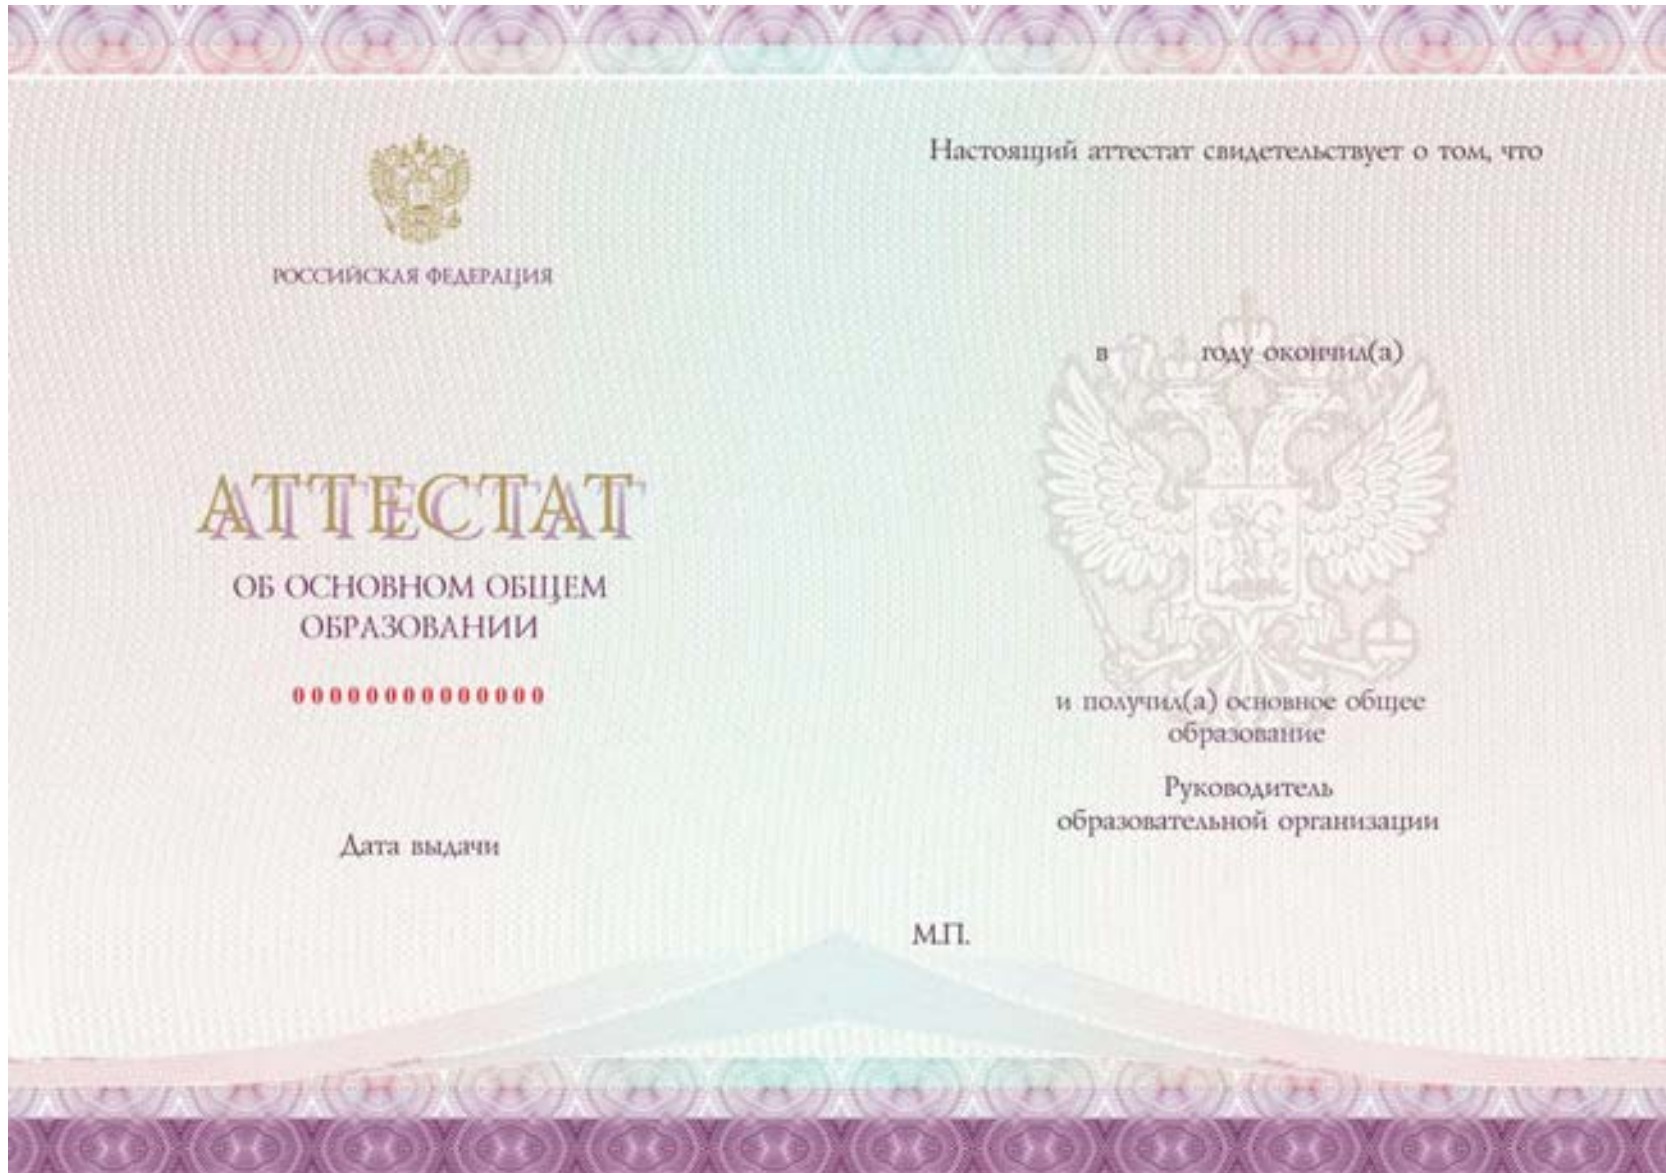 РОССИЙСКАЯ ФЕДЕРАЦИЯ
АТТЕСТАТ
ОБ ОСНОВНОМ ОБЩЕМ
ОБРАЗОВАНИИ
00000000000000
Дата выдачи
Настоящий аттестат свидетельствует о том, что
в году окончил(а)
и получил(а) основное общее
образование
Руководитель
образовательной организации
М.П.